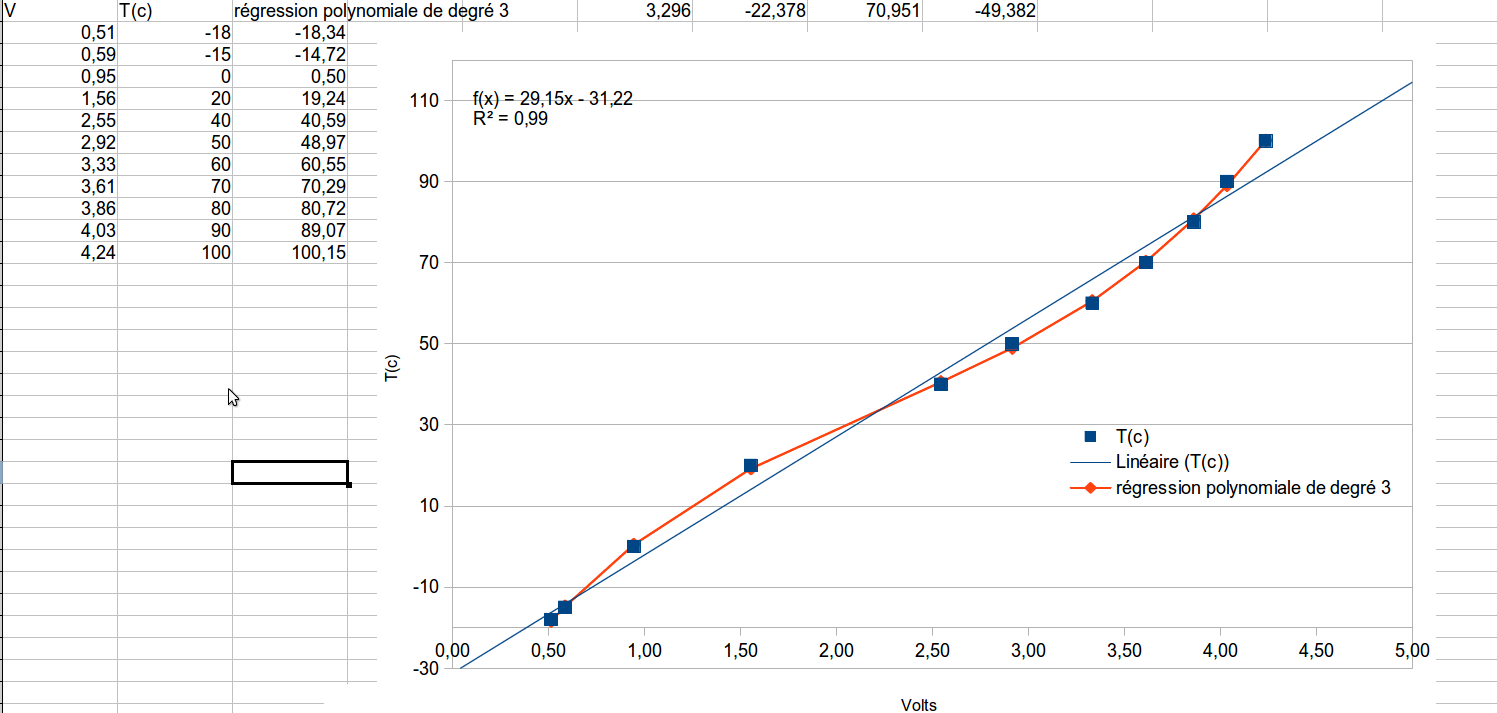 V T(c) régression polynomiale de degré 3 3,296 -22,378 70,951 -49,382
0,51 -18 -18,34
0,59 -15 -14,72
0,95 0 0,50
1,56 20 19,24
2,55 40 40,59
2,92 50 48,97
3,33 60 60,55
3,61 70 70,29
3,86 80 80,72
4,03 90 89,07
4,24 100 100,15
f(x) = 29,15x - 31,22
R² = 0,99
110
90
70
50
30
10
-10
-30
T(c)
T(c)
Linéaire (T(c))
régression polynomiale de degré 3
0,00 0,50 1,00 1,50 2,00 2,50 3,00 3,50 4,00 4,50 5,00
Volts